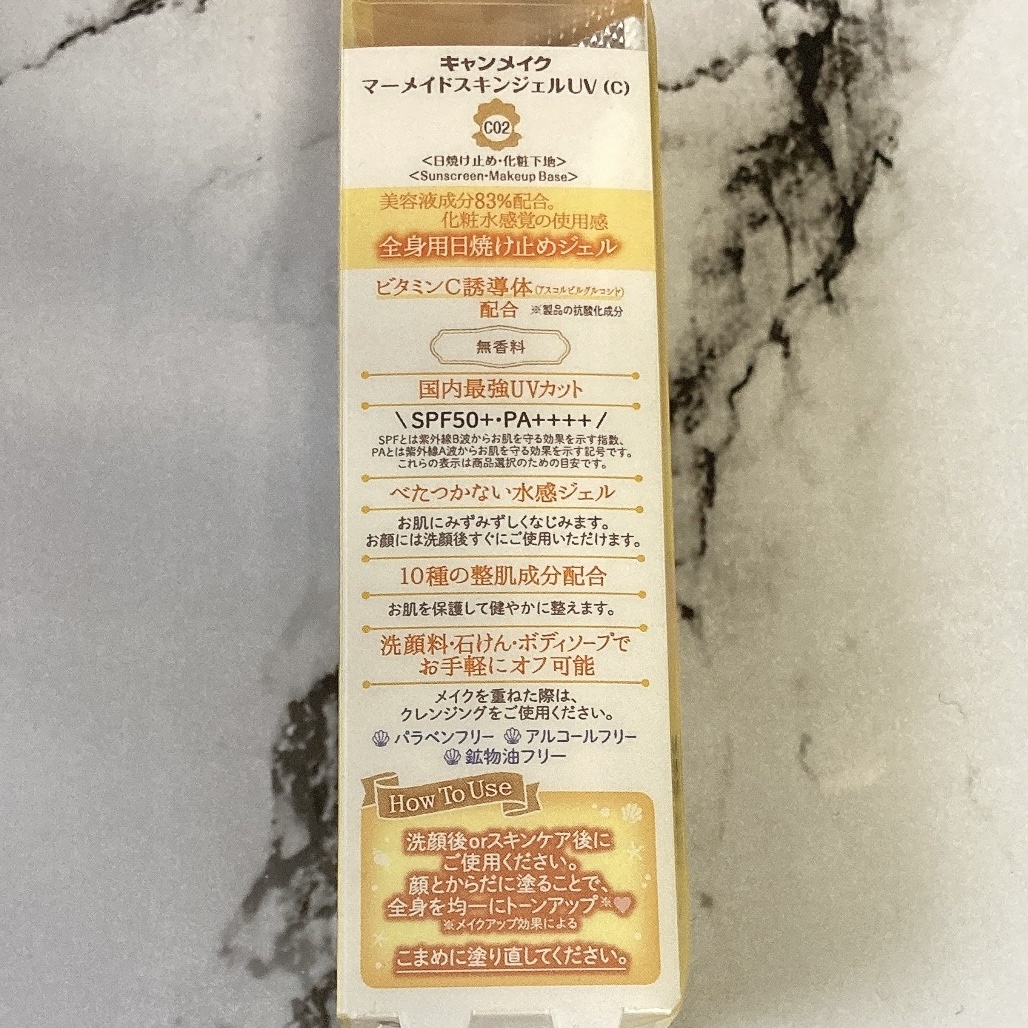 キャンメイク
マーメイドスキンジェルUV (C)
C02
<日焼け止め・化粧下地>
<Sunscreen・Makeup Base>
美容液成分83%配合。
化粧水感覚の使用感
全身用日焼け止めジェル
ビタミンC誘導体(アスコルビルグルコシド)
配合 ※製品の抗酸化成分
無香料
国内最強UVカット
\ SPF50+・PA++++ /
SPFとは紫外線B波からお肌を守る効果を示す指数、
PAとは紫外線A波からお肌を守る効果を示す記号です。
これらの表示は商品選択のための目安です。
べたつかない水感ジェル
お肌にみずみずしくなじみます。
お顔には洗顔後すぐにご使用いただけます。
10種の整肌成分配合
お肌を保護して健やかに整えます。
洗顔料・石けん・ボディソープで
お手軽にオフ可能
メイクを重ねた際は、
クレンジングをご使用ください。
パラベンフリー アルコールフリー
鉱物油フリー
How To Use
洗顔後orスキンケア後に
ご使用ください。
顔とからだに塗ることで、
全身を均一にトーンアップ※
※メイクアップ効果による
こまめに塗り直してください。